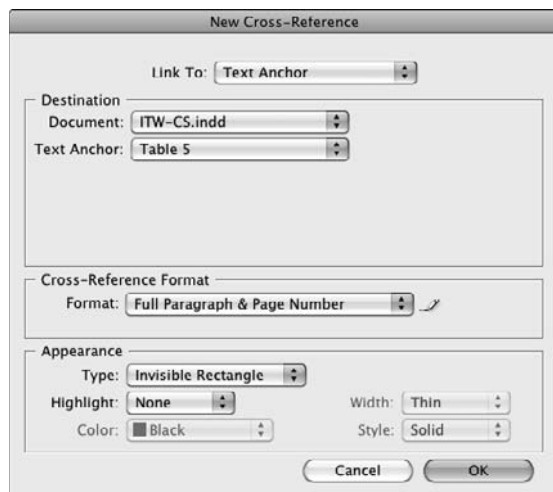 New Cross-Reference
Link To: Text Anchor
Destination
Document: ITW-CS.indd
Text Anchor: Table 5
Cross-Reference Format
Format: Full Paragraph & Page Number
Appearance
Type: Invisible Rectangle
Highlight: None Width: Thin
Color: Black Style: Solid
Cancel OK